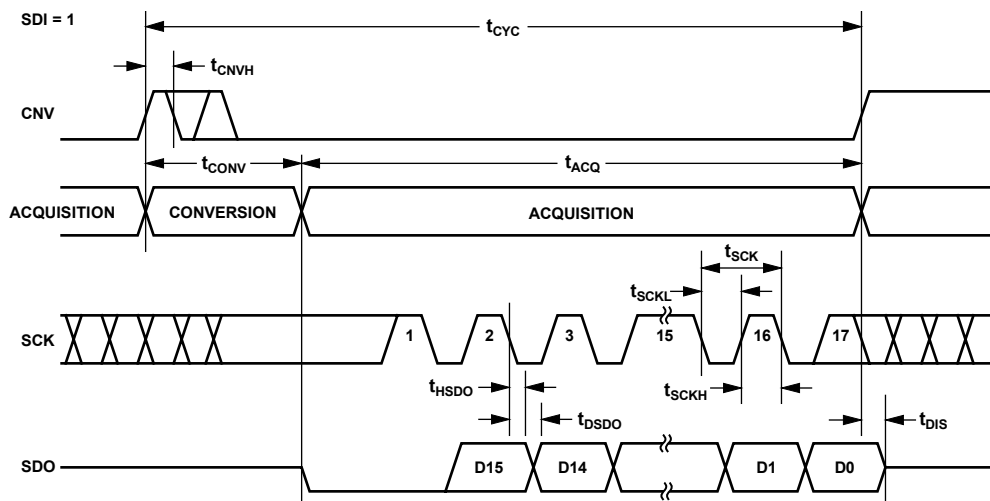 SDI = 1
tCYC
tCNVH
CNV
tCONV
tACQ
ACQUISITION
CONVERSION
ACQUISITION
tSCK
tSCKL
SCK
1
2
3
15
16
17
tHSDO
tSCKH
tDSDO
tDIS
SDO
D15
D14
D1
D0